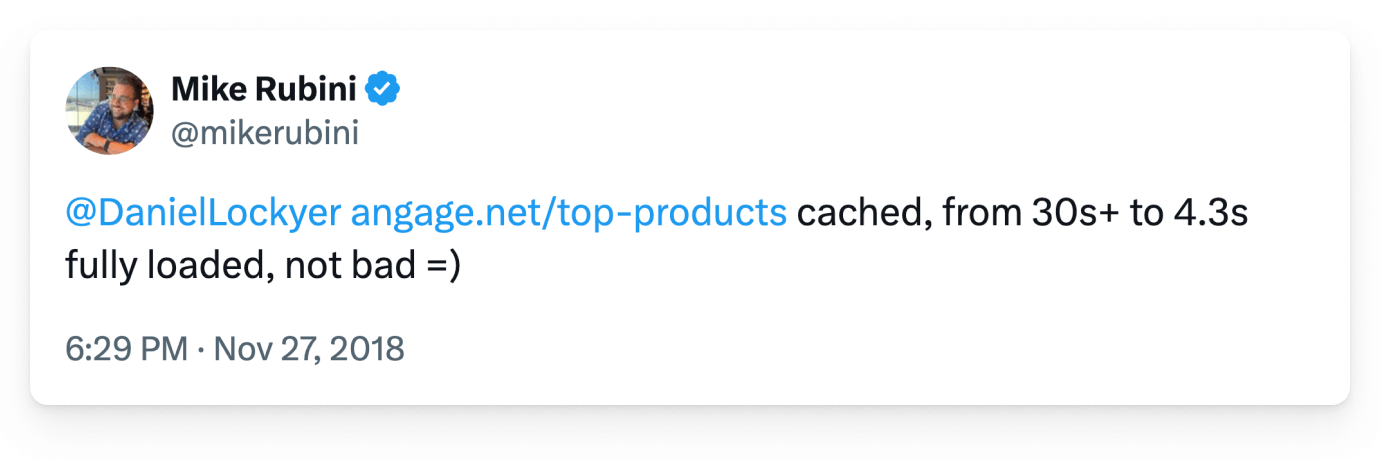 Mike Rubini
@mikerubini
@DanielLockyer angage.net/top-products cached, from 30s+ to 4.3s
fully loaded, not bad =)
6:29 PM · Nov 27, 2018